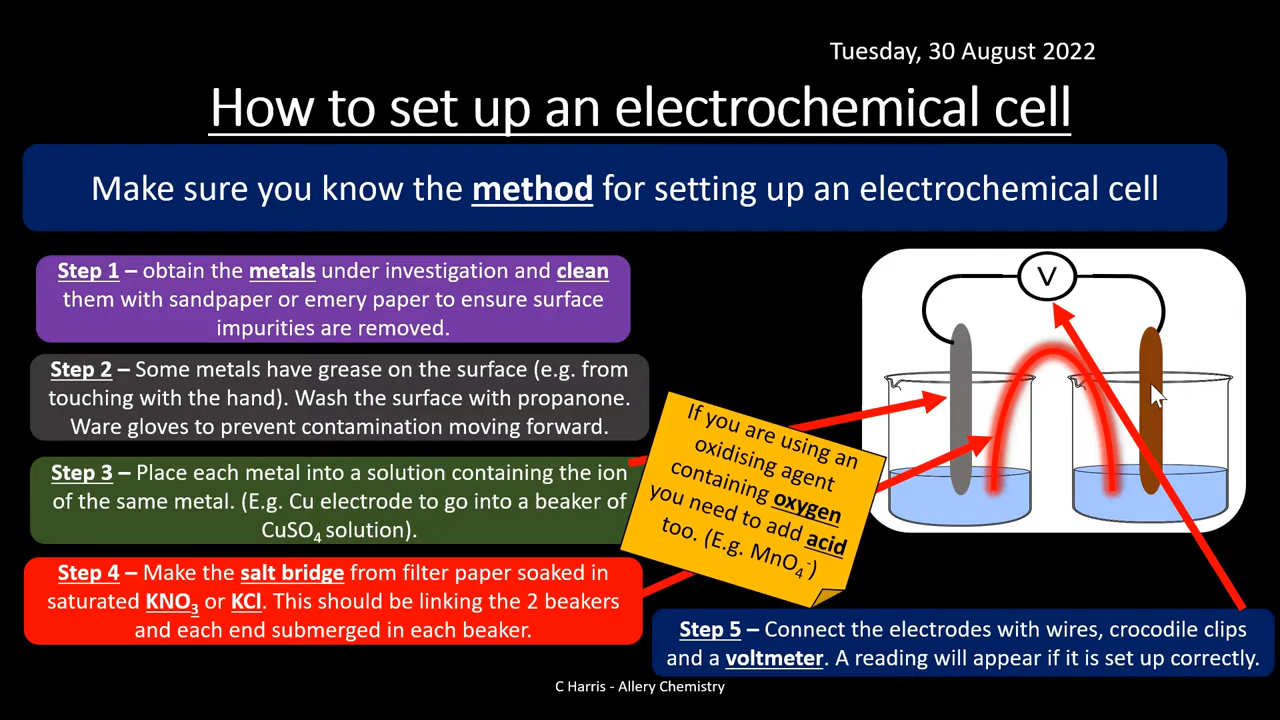 Tuesday, 30 August 2022
How to set up an electrochemical cell
Make sure you know the method for setting up an electrochemical cell
Step 1 – obtain the metals under investigation and clean
them with sandpaper or emery paper to ensure surface
impurities are removed.
Step 2 – Some metals have grease on the surface (e.g. from
touching with the hand). Wash the surface with propanone.
Ware gloves to prevent contamination moving forward.
Step 3 – Place each metal into a solution containing the ion
of the same metal. (E.g. Cu electrode to go into a beaker of
CuSO₄ solution).
Step 4 – Make the salt bridge from filter paper soaked in
saturated KNO₃ or KCl. This should be linking the 2 beakers
and each end submerged in each beaker.
If you are using an
oxidising agent
containing oxygen
you need to add acid
too. (E.g. MnO₄⁻)
V
Step 5 – Connect the electrodes with wires, crocodile clips
and a voltmeter. A reading will appear if it is set up correctly.
C Harris - Allery Chemistry